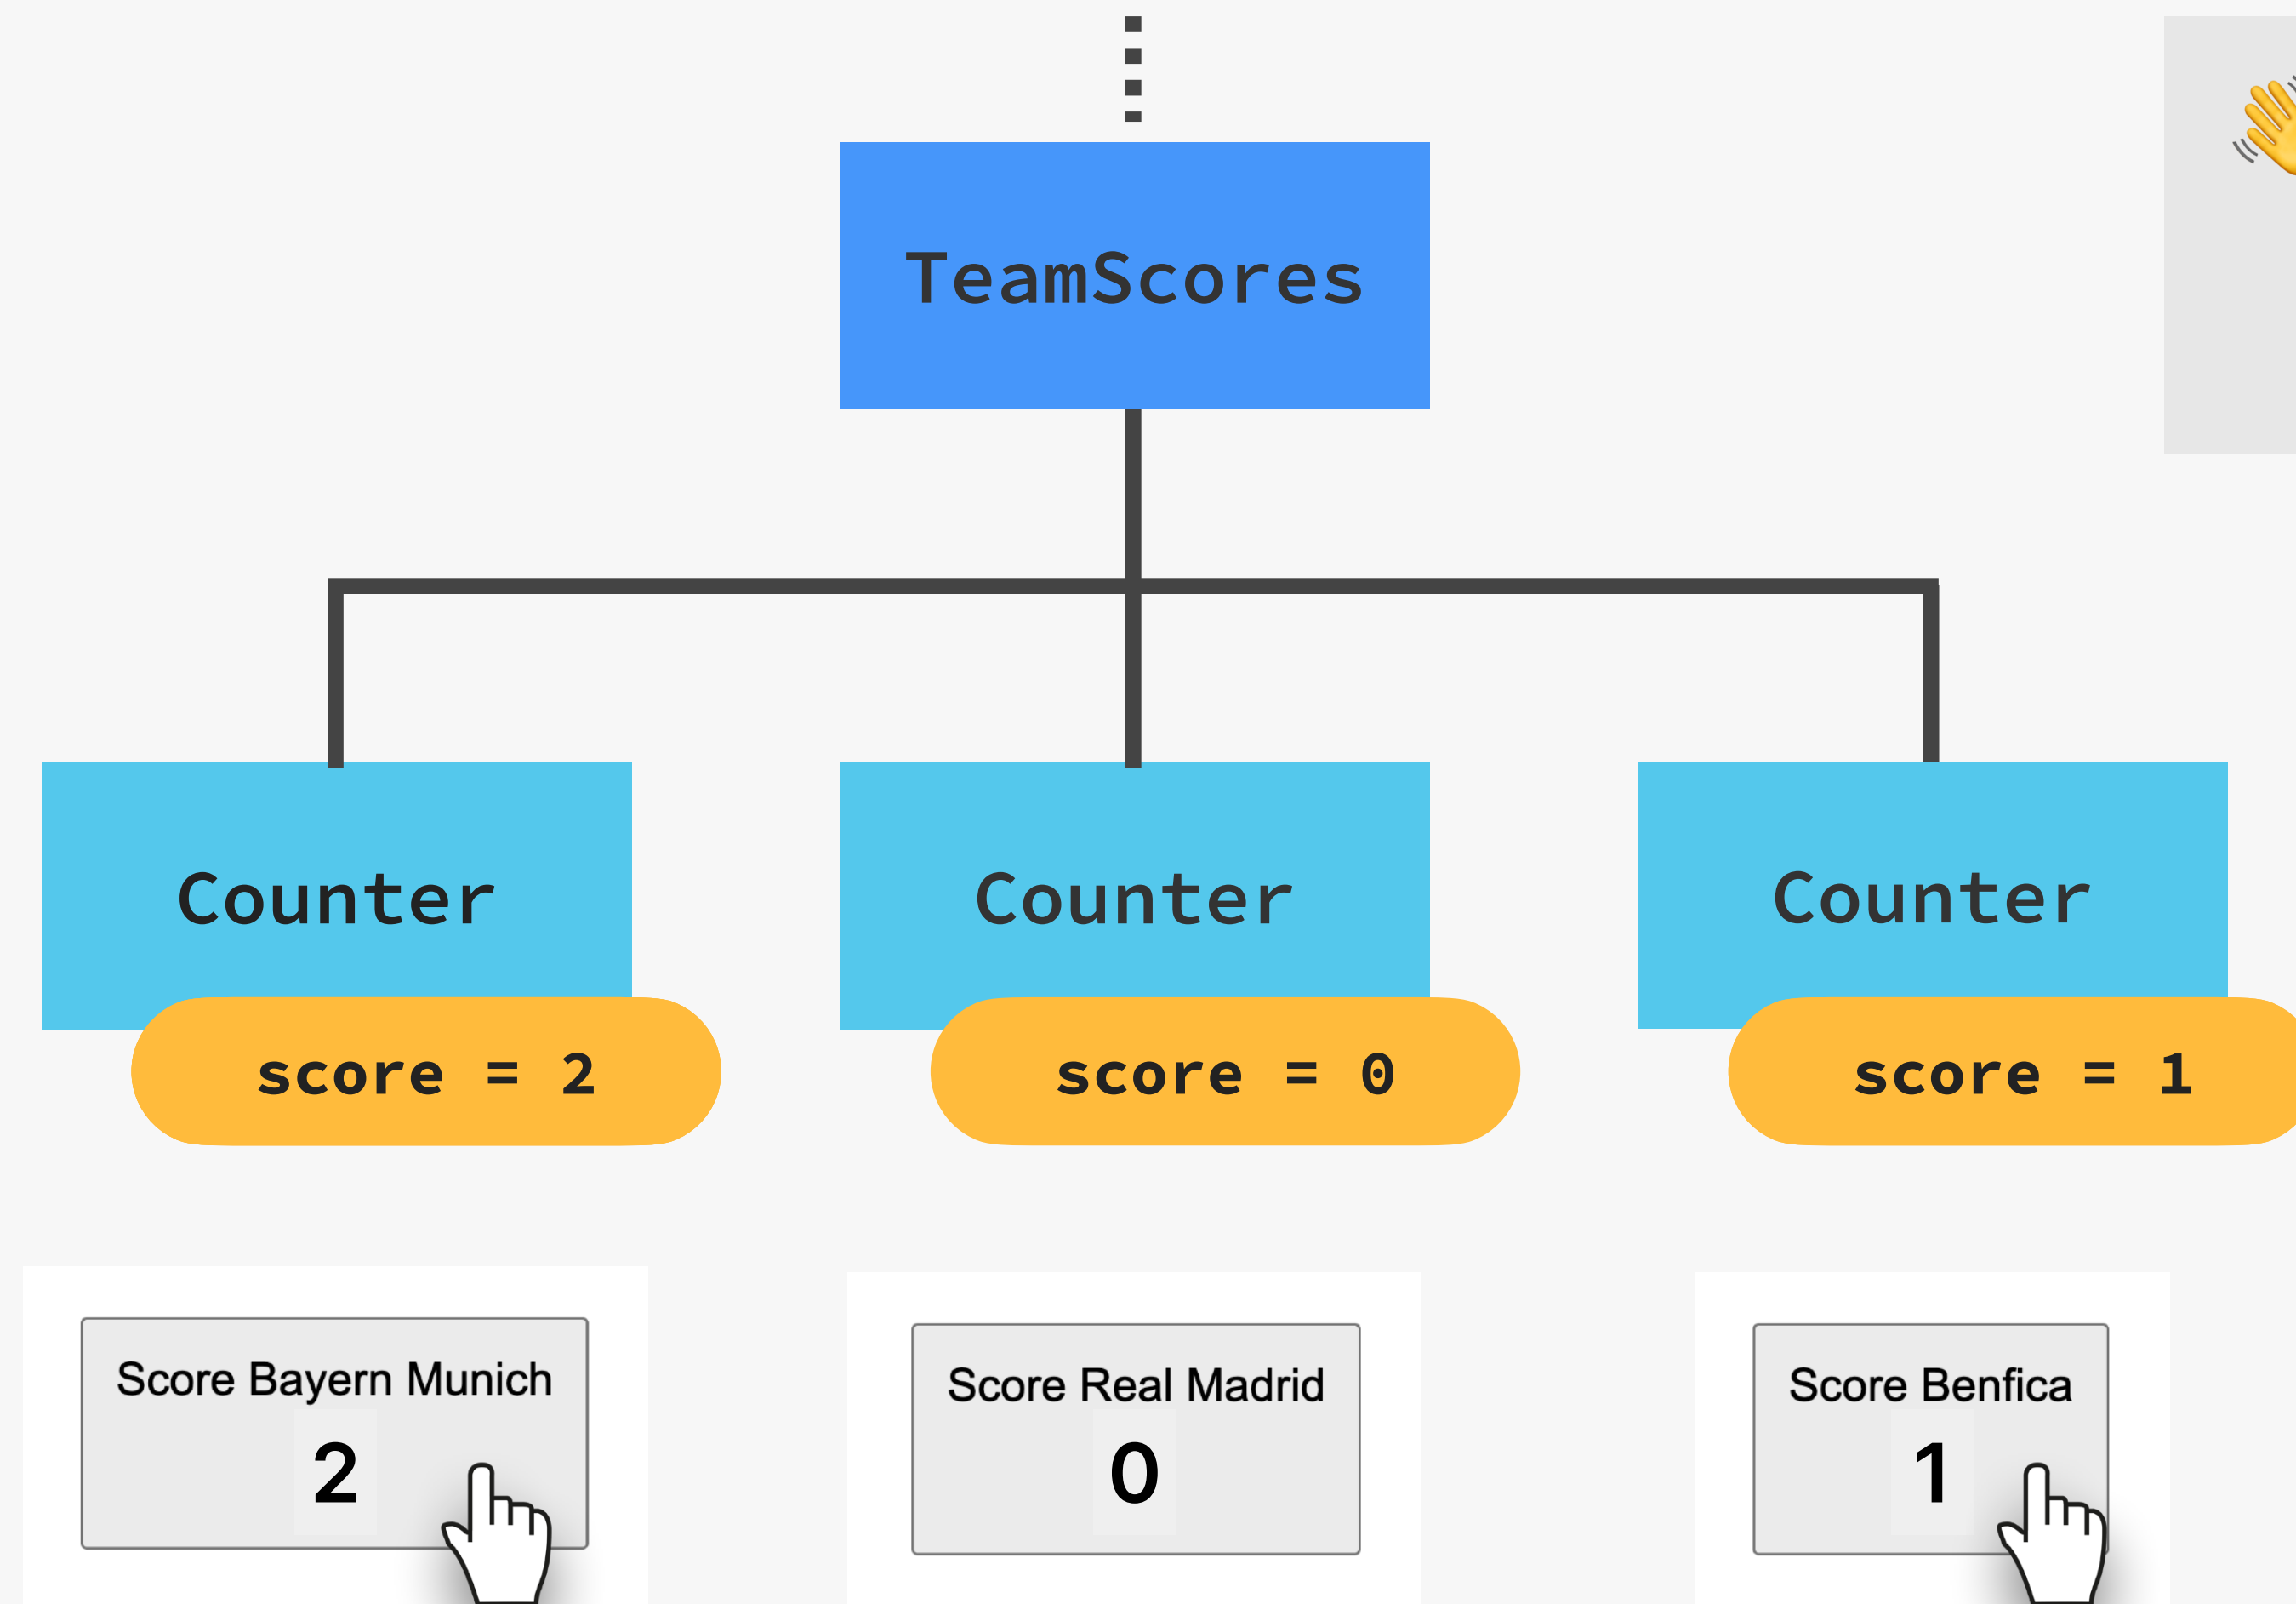 TeamScores
Counter
Counter
Counter
score = 2
score = 0
score = 1
Score Bayern Munich
2
Score Real Madrid
0
Score Benfica
1